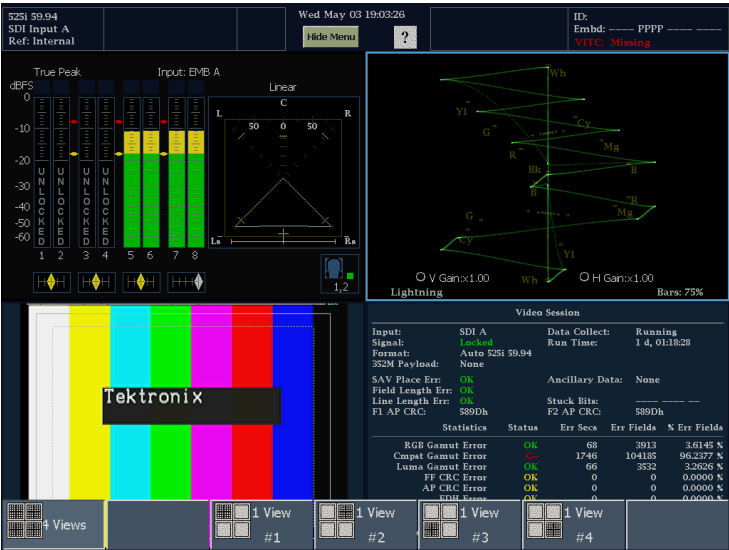 525i 59.94
SDI Input A
Ref: Internal
Wed May 03 19:03:26
Hide Menu
?
ID:
Embd: ---- PPPP ---- ----
VITC: Missing
True Peak
Input: EMB A
dBFS
0
-10
-20
-30
-40
-50
-60
UNLOCKED
UNLOCKED
UNLOCKED
UNLOCKED
1 2 3 4 5 6 7 8
Linear
C
L
R
50 0 50
Ls
Rs
1,2
Wh
Yl
Cy
G
Mg
R
Bk
B
B
R
G
Mg
Cy
Yl
Wh
V Gain:x1.00
H Gain:x1.00
Lightning
Bars: 75%
Tektronix
Video Session
Input: SDI A Data Collect: Running
Signal: Locked Run Time: 1 d, 01:18:28
Format: Auto 525i 59.94
352M Payload: None
SAV Place Err: OK Ancillary Data: None
Field Length Err: OK
Line Length Err: OK Stuck Bits: ---- ---- --
F1 AP CRC: 589Dh F2 AP CRC: 589Dh
Statistics Status Err Secs Err Fields % Err Fields
RGB Gamut Error OK 68 3913 3.6145 %
Cmpst Gamut Error C- 1746 104185 96.2377 %
Luma Gamut Error OK 66 3532 3.2626 %
FF CRC Error OK 0 0 0.0000 %
AP CRC Error OK 0 0 0.0000 %
EDH Error OK 0 0 0.0000 %
4 Views
1 View
#1
1 View
#2
1 View
#3
1 View
#4